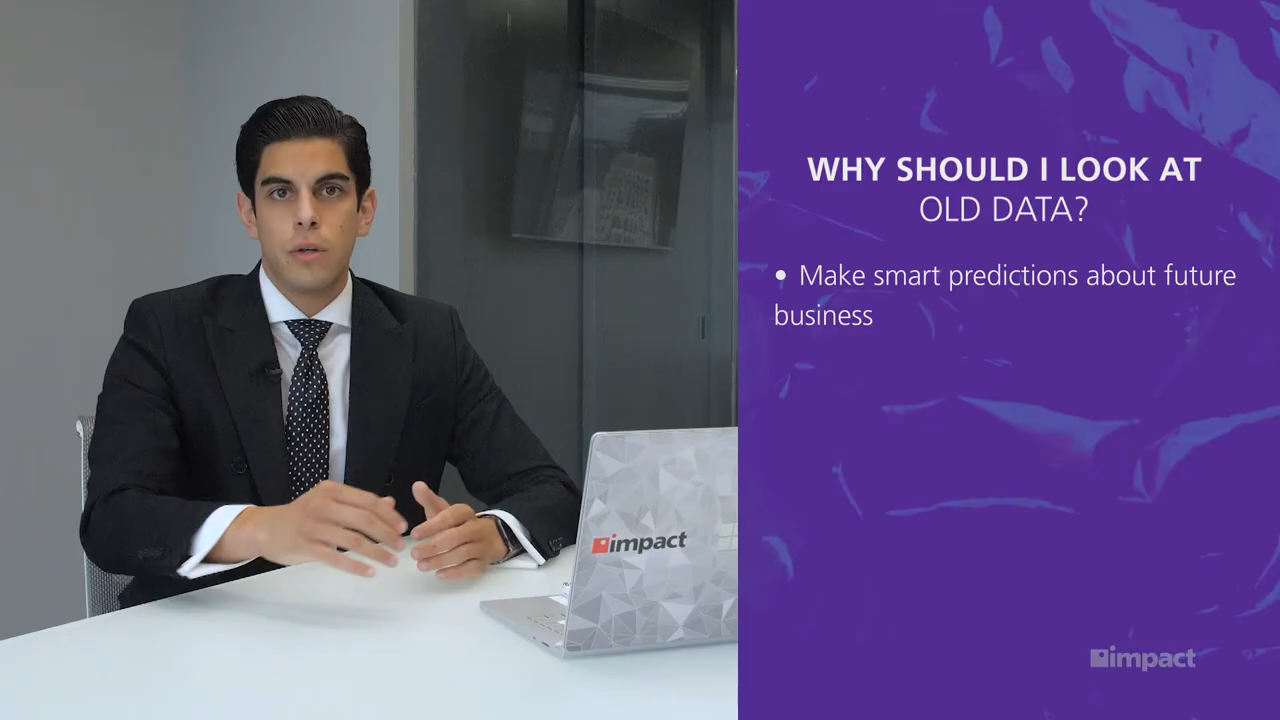 WHY SHOULD I LOOK AT
OLD DATA?
• Make smart predictions about future
business
impact
impact